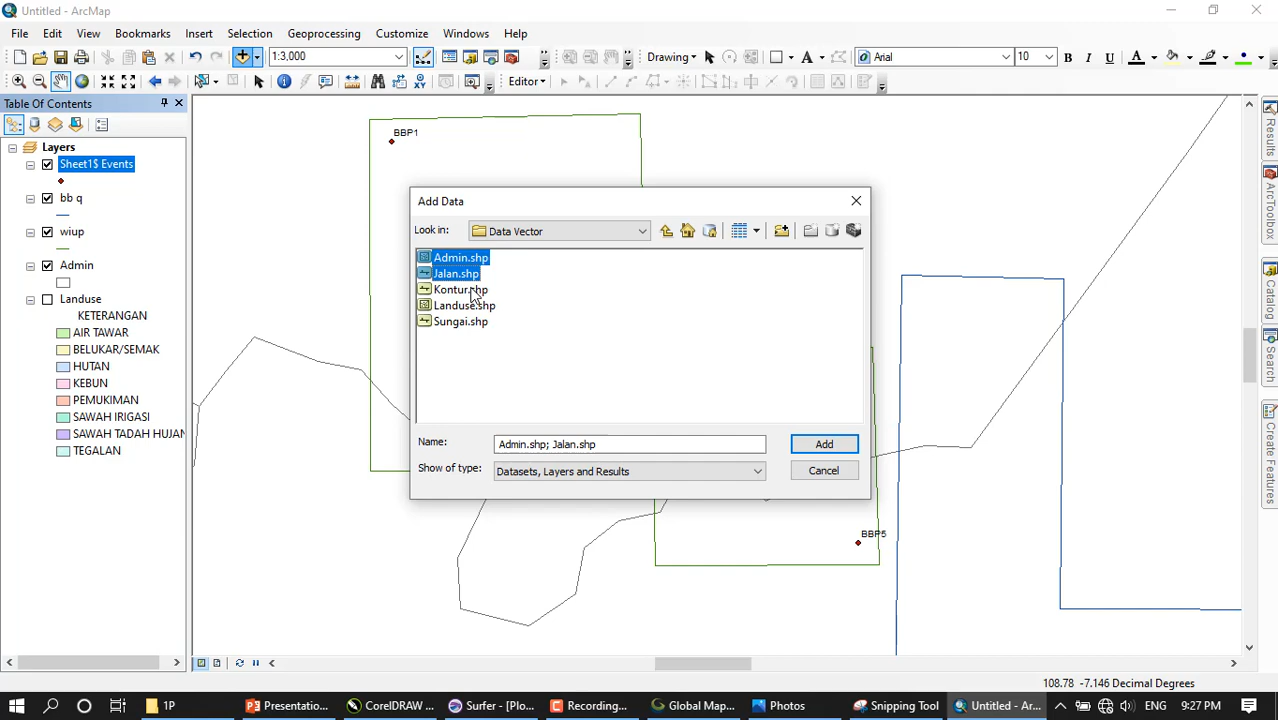 Untitled - ArcMap
File Edit View Bookmarks Insert Selection Geoprocessing Customize Windows Help
1:3,000 Drawing Arial 10 B I U A
Editor
Table Of Contents
Layers
Sheet1$ Events
bb q
wiup
Admin
Landuse
KETERANGAN
AIR TAWAR
BELUKAR/SEMAK
HUTAN
KEBUN
PEMUKIMAN
SAWAH IRIGASI
SAWAH TADAH HUJAN
TEGALAN
BBP1
Add Data
Look in: Data Vector
Admin.shp
Jalan.shp
Kontur.shp
Landuse.shp
Sungai.shp
Name: Admin.shp; Jalan.shp Add
Show of type: Datasets, Layers and Results Cancel
BBP5
Results
ArcToolbox
Catalog
Search
Create Features
108.78 -7.146 Decimal Degrees
1P Presentatio... CorelDRAW ... Surfer - [Plo... Recording... Global Map... Photos Snipping Tool Untitled - Ar... 9:27 PM